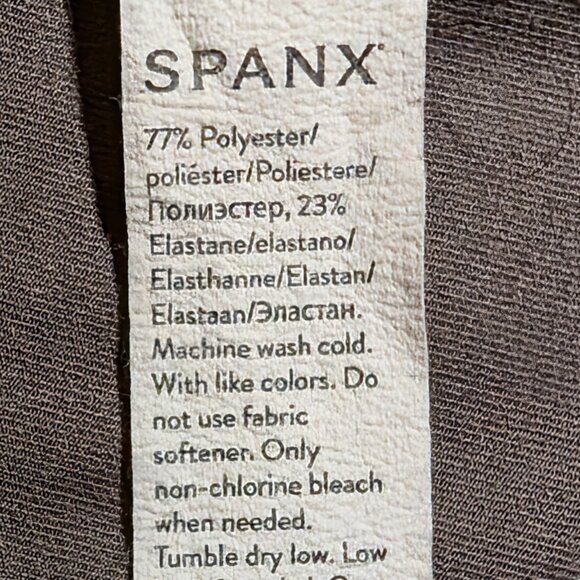 SPANX
77% Polyester/
poliéster/Poliestere/
Полиэстер, 23%
Elastane/elastano/
Elasthanne/Elastan/
Elastaan/Эластан.
Machine wash cold.
With like colors. Do
not use fabric
softener. Only
non-chlorine bleach
when needed.
Tumble dry low. Low